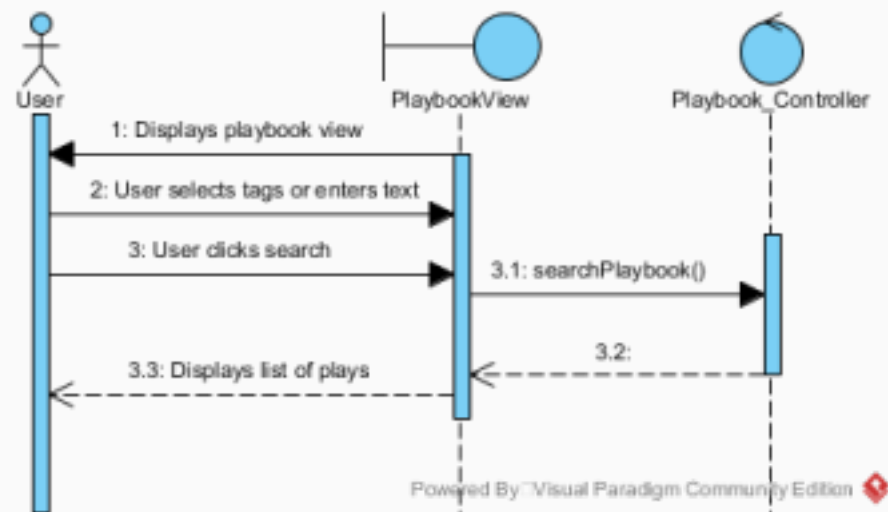 User
PlaybookView
Playbook_Controller
1: Displays playbook view
2: User selects tags or enters text
3: User clicks search
3.1: searchPlaybook()
3.2:
3.3: Displays list of plays
Powered By Visual Paradigm Community Edition